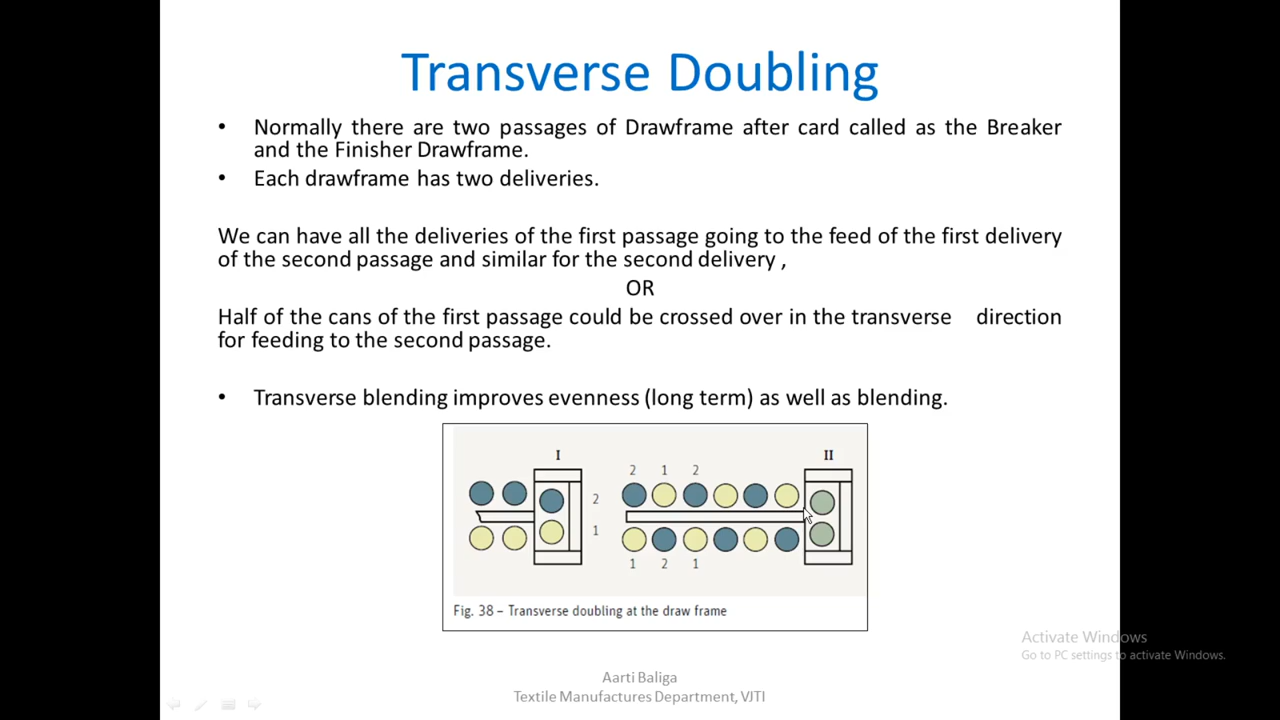 Transverse Doubling
• Normally there are two passages of Drawframe after card called as the Breaker
and the Finisher Drawframe.
• Each drawframe has two deliveries.
We can have all the deliveries of the first passage going to the feed of the first delivery
of the second passage and similar for the second delivery ,
OR
Half of the cans of the first passage could be crossed over in the transverse direction
for feeding to the second passage.
• Transverse blending improves evenness (long term) as well as blending.
I
II
2 1 2
2
1
1 2 1
Fig. 38 – Transverse doubling at the draw frame
Activate Windows
Go to PC settings to activate Windows.
Aarti Baliga
Textile Manufactures Department, VJTI